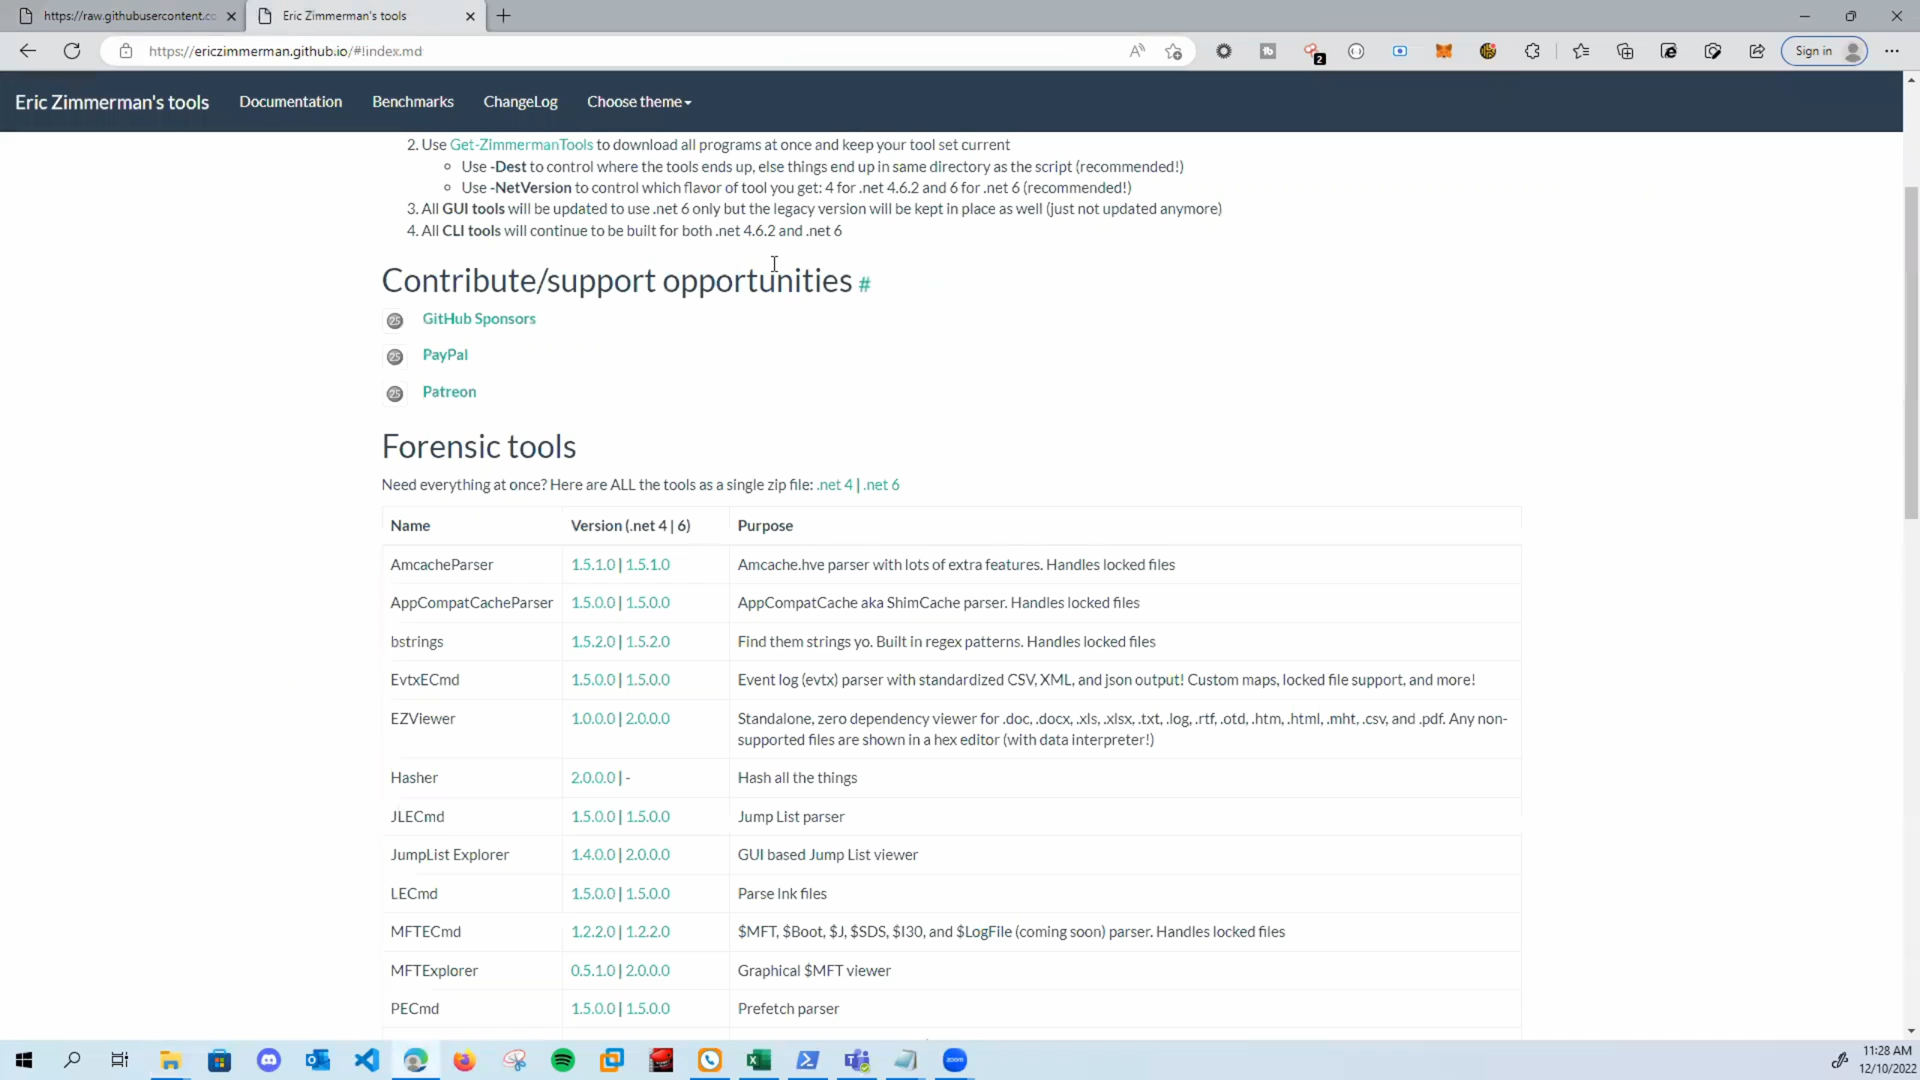 https://raw.githubusercontent.co
Eric Zimmerman's tools
https://ericzimmerman.github.io/#!index.md
2
Sign in
Eric Zimmerman's tools
Documentation
Benchmarks
ChangeLog
Choose theme
2. Use Get-ZimmermanTools to download all programs at once and keep your tool set current
Use -Dest to control where the tools ends up, else things end up in same directory as the script (recommended!)
Use -NetVersion to control which flavor of tool you get: 4 for .net 4.6.2 and 6 for .net 6 (recommended!)
3. All GUI tools will be updated to use .net 6 only but the legacy version will be kept in place as well (just not updated anymore)
4. All CLI tools will continue to be built for both .net 4.6.2 and .net 6
Contribute/support opportunities #
25 GitHub Sponsors
25 PayPal
25 Patreon
Forensic tools
Need everything at once? Here are ALL the tools as a single zip file: .net 4 | .net 6
Name Version (.net 4 | 6) Purpose
AmcacheParser 1.5.1.0 | 1.5.1.0 Amcache.hve parser with lots of extra features. Handles locked files
AppCompatCacheParser 1.5.0.0 | 1.5.0.0 AppCompatCache aka ShimCache parser. Handles locked files
bstrings 1.5.2.0 | 1.5.2.0 Find them strings yo. Built in regex patterns. Handles locked files
EvtxECmd 1.5.0.0 | 1.5.0.0 Event log (evtx) parser with standardized CSV, XML, and json output! Custom maps, locked file support, and more!
EZViewer 1.0.0.0 | 2.0.0.0 Standalone, zero dependency viewer for .doc, .docx, .xls, .xlsx, .txt, .log, .rtf, .otd, .htm, .html, .mht, .csv, and .pdf. Any non-
supported files are shown in a hex editor (with data interpreter!)
Hasher 2.0.0.0 | - Hash all the things
JLECmd 1.5.0.0 | 1.5.0.0 Jump List parser
JumpList Explorer 1.4.0.0 | 2.0.0.0 GUI based Jump List viewer
LECmd 1.5.0.0 | 1.5.0.0 Parse lnk files
MFTECmd 1.2.2.0 | 1.2.2.0 $MFT, $Boot, $J, $SDS, $I30, and $LogFile (coming soon) parser. Handles locked files
MFTExplorer 0.5.1.0 | 2.0.0.0 Graphical $MFT viewer
PECmd 1.5.0.0 | 1.5.0.0 Prefetch parser
zoom
11:28 AM
12/10/2022